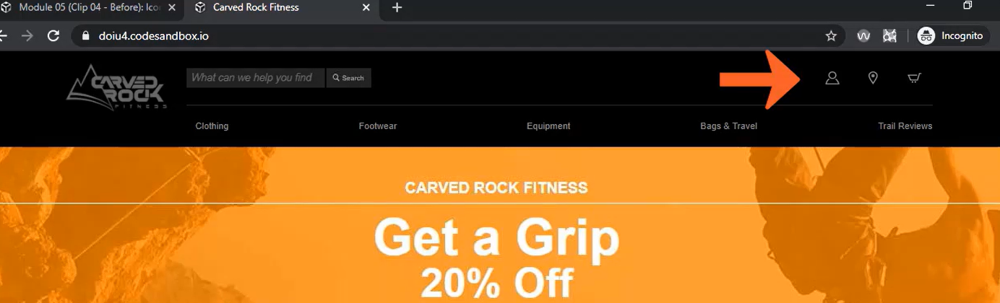 Module 05 (Clip 04 - Before): Ico
Carved Rock Fitness
doiu4.codesandbox.io
Incognito
CARVED
ROCK
FITNESS
What can we help you find
Search
Clothing
Footwear
Equipment
Bags & Travel
Trail Reviews
CARVED ROCK FITNESS
Get a Grip
20% Off